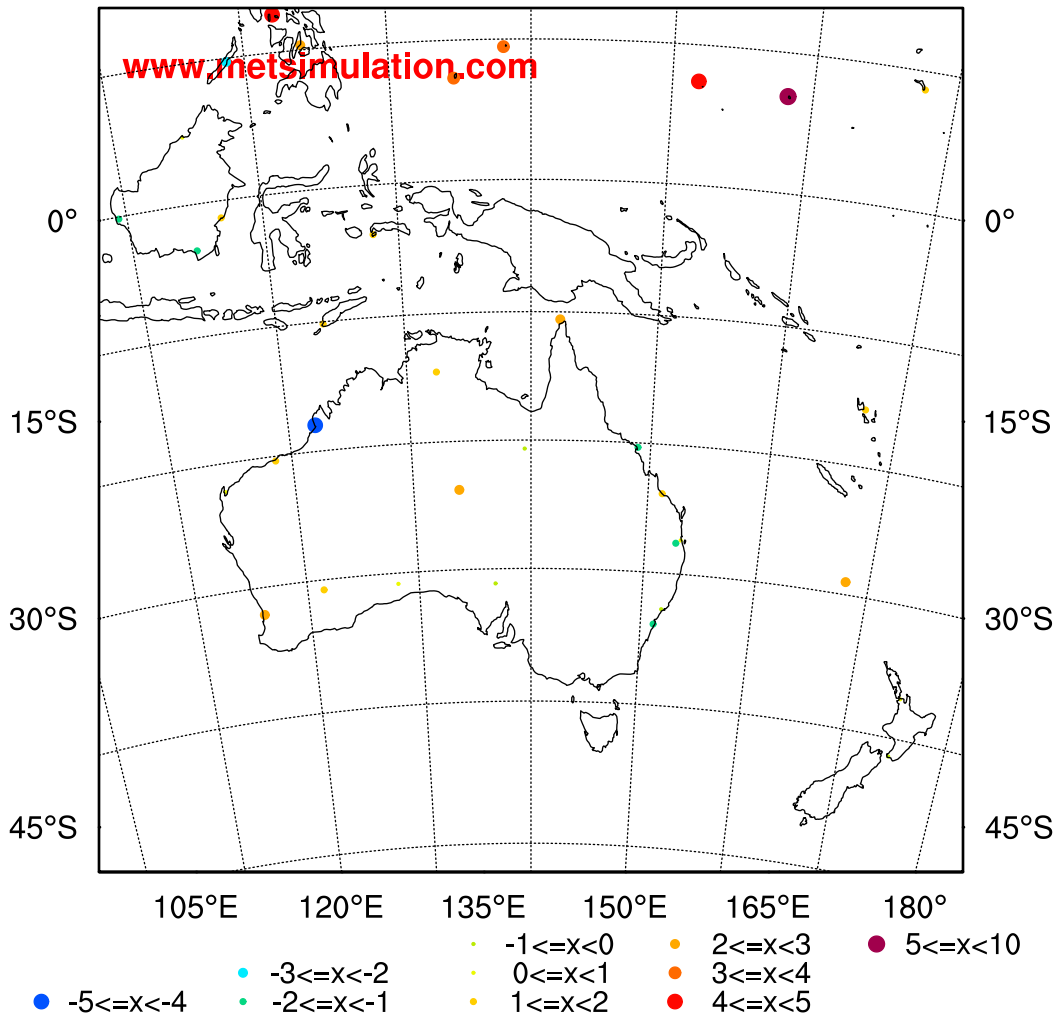 www.metsimulation.com
0° 0°
15°S 15°S
30°S 30°S
45°S 45°S
105°E 120°E 135°E 150°E 165°E 180°
-1<=x<0 2<=x<3 5<=x<10
-3<=x<-2 0<=x<1 3<=x<4
-5<=x<-4 -2<=x<-1 1<=x<2 4<=x<5